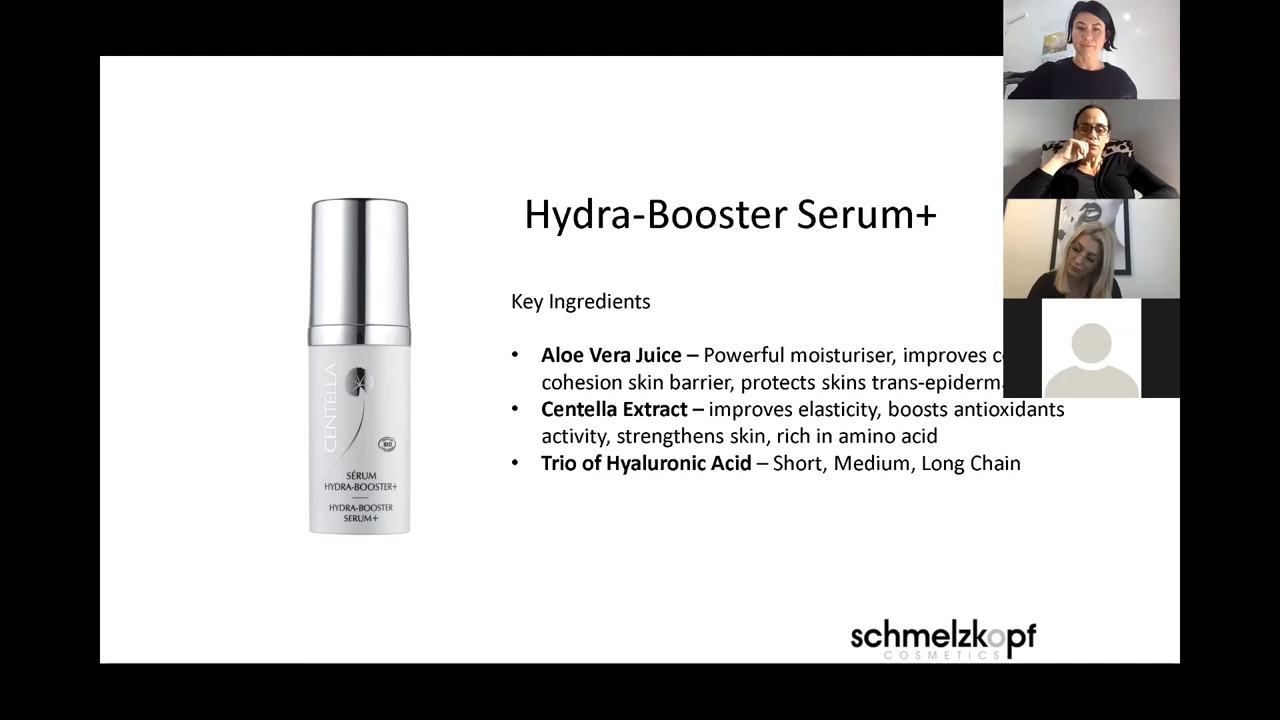 Hydra-Booster Serum+
Key Ingredients
• Aloe Vera Juice – Powerful moisturiser, improves
cohesion skin barrier, protects skins
• Centella Extract – improves elasticity, boosts antioxidants
activity, strengthens skin, rich in amino acid
• Trio of Hyaluronic Acid – Short, Medium, Long Chain
CENTELLA
BIO
SÉRUM
HYDRA-BOOSTER+
HYDRA-BOOSTER
SERUM+
schmelzkopf
COSMETICS